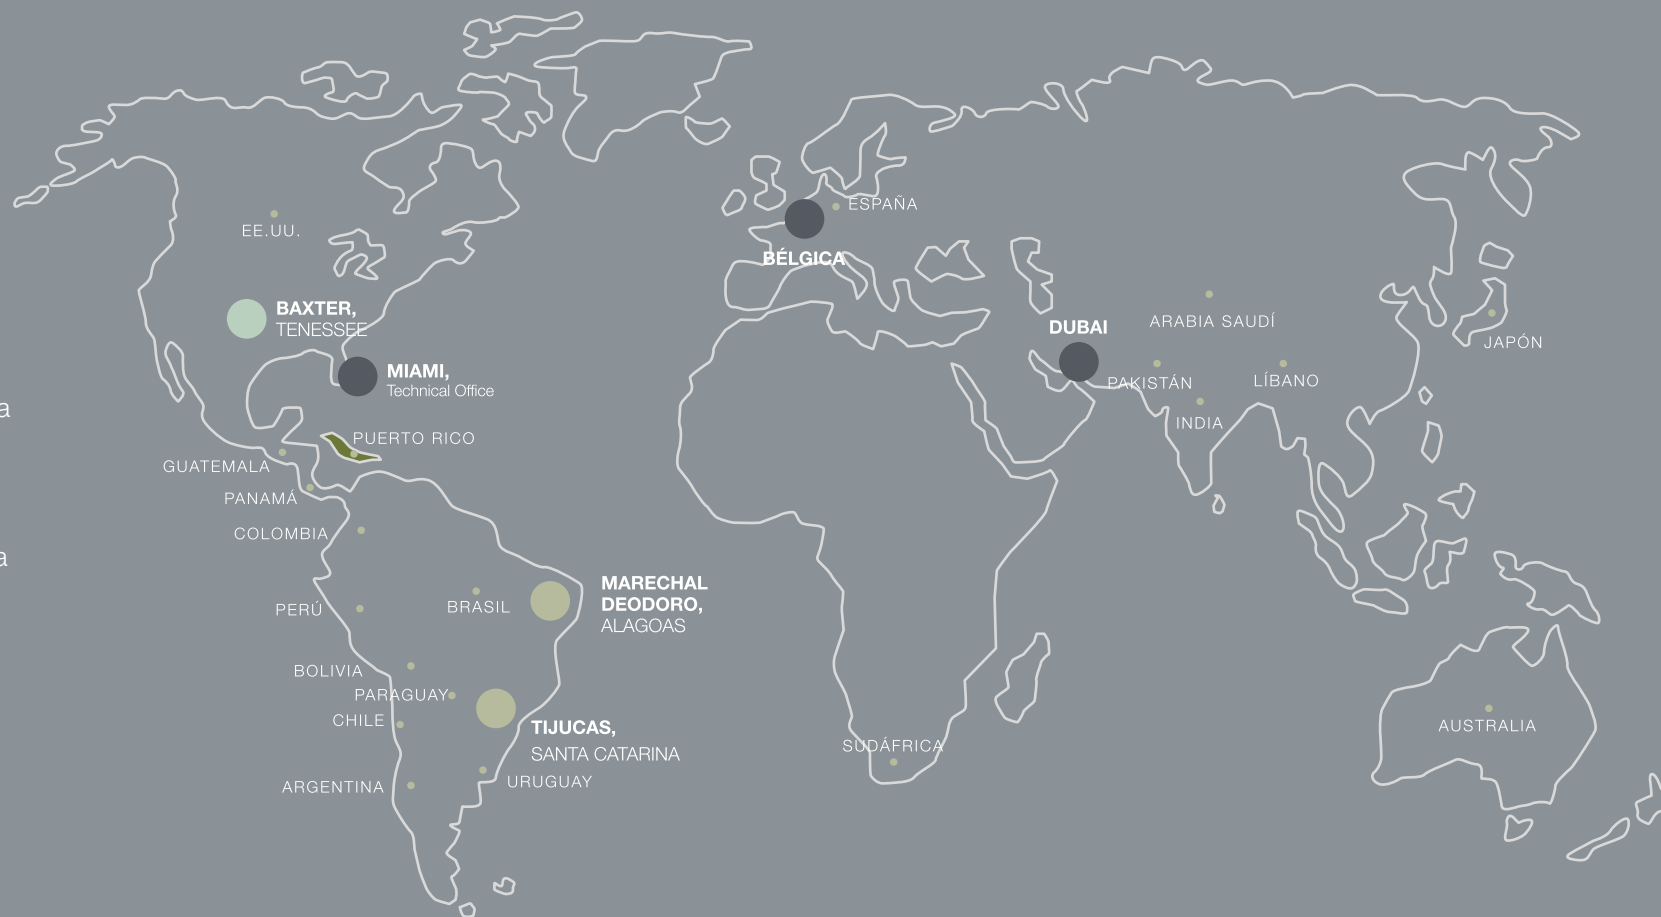 ESPAÑA
EE.UU.
BÉLGICA
BAXTER,
TENESSEE
ARABIA SAUDÍ
DUBAI
JAPÓN
MIAMI,
Technical Office
PAKISTÁN
LÍBANO
a
INDIA
PUERTO RICO
GUATEMALA
PANAMÁ
COLOMBIA
a
MARECHAL
DEODORO,
ALAGOAS
BRASIL
PERÚ
BOLIVIA
PARAGUAY
CHILE
TIJUCAS,
SANTA CATARINA
AUSTRALIA
SUDÁFRICA
URUGUAY
ARGENTINA